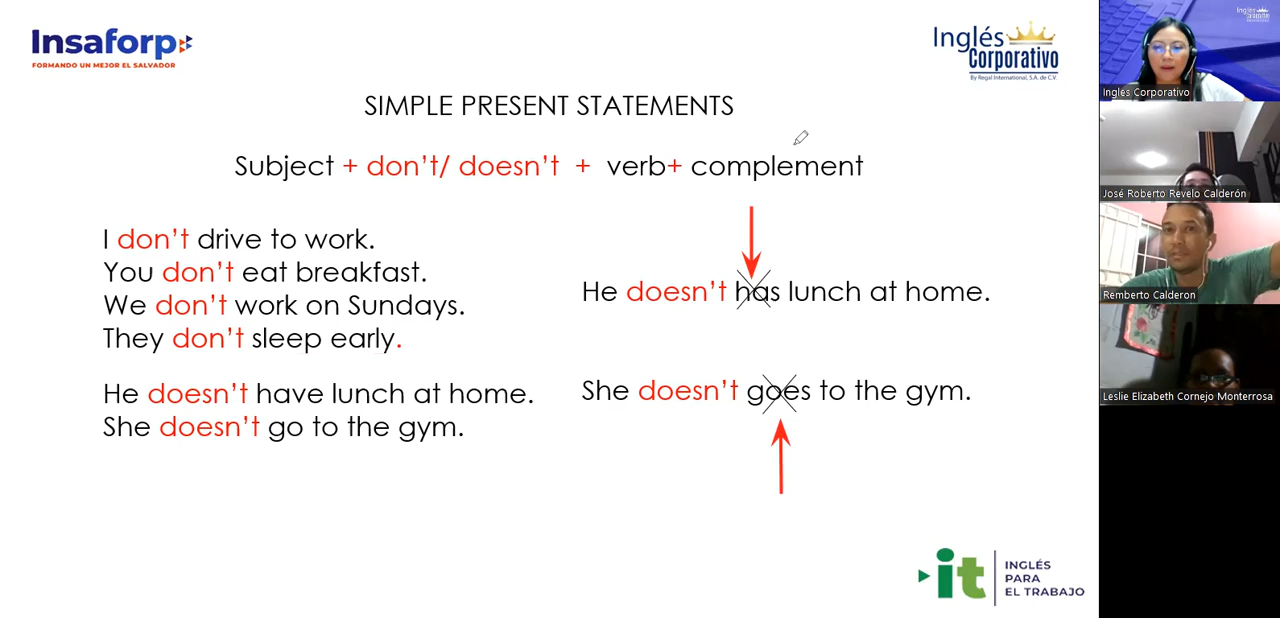 Insaforp
FORMANDO UN MEJOR EL SALVADOR
Inglés
Corporativo
By Regal International, S.A. de C.V.
SIMPLE PRESENT STATEMENTS
Subject + don't/ doesn't + verb+ complement
I don't drive to work.
You don't eat breakfast.
We don't work on Sundays.
They don't sleep early.
He doesn't have lunch at home.
She doesn't go to the gym.
He doesn't has lunch at home.
She doesn't goes to the gym.
it
INGLÉS
PARA
EL TRABAJO
Inglés
Inglés Corporativo
José Roberto Revelo Calderón
Remberto Calderon
Leslie Elizabeth Cornejo Monterrosa